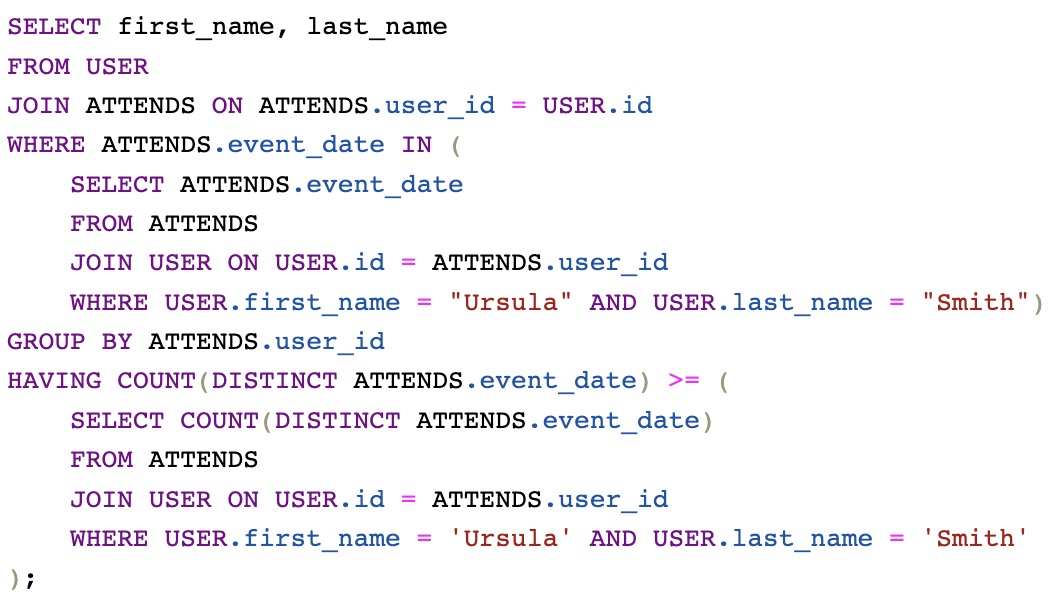 SELECT first_name, last_name
FROM USER
JOIN ATTENDS ON ATTENDS.user_id = USER.id
WHERE ATTENDS.event_date IN (
    SELECT ATTENDS.event_date
    FROM ATTENDS
    JOIN USER ON USER.id = ATTENDS.user_id
    WHERE USER.first_name = "Ursula" AND USER.last_name = "Smith")
GROUP BY ATTENDS.user_id
HAVING COUNT(DISTINCT ATTENDS.event_date) >= (
    SELECT COUNT(DISTINCT ATTENDS.event_date)
    FROM ATTENDS
    JOIN USER ON USER.id = ATTENDS.user_id
    WHERE USER.first_name = 'Ursula' AND USER.last_name = 'Smith'
);